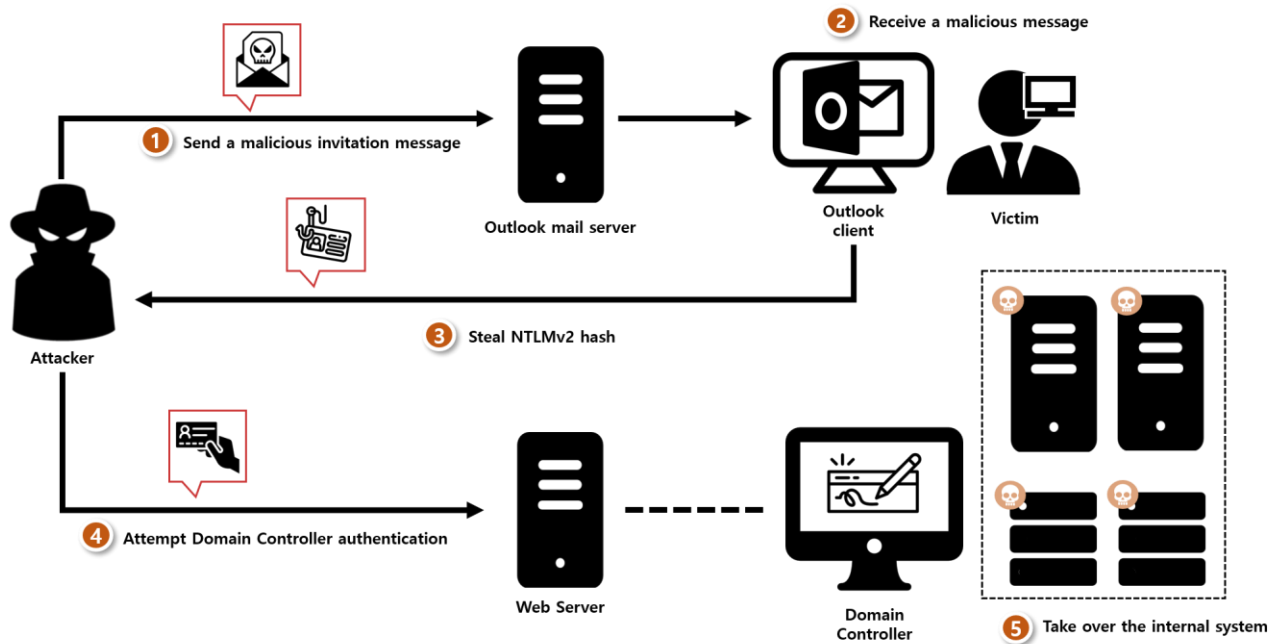 2 Receive a malicious message
1 Send a malicious invitation message
Outlook mail server
Outlook
client
Victim
3 Steal NTLMv2 hash
Attacker
4 Attempt Domain Controller authentication
Web Server
Domain
Controller
5 Take over the internal system